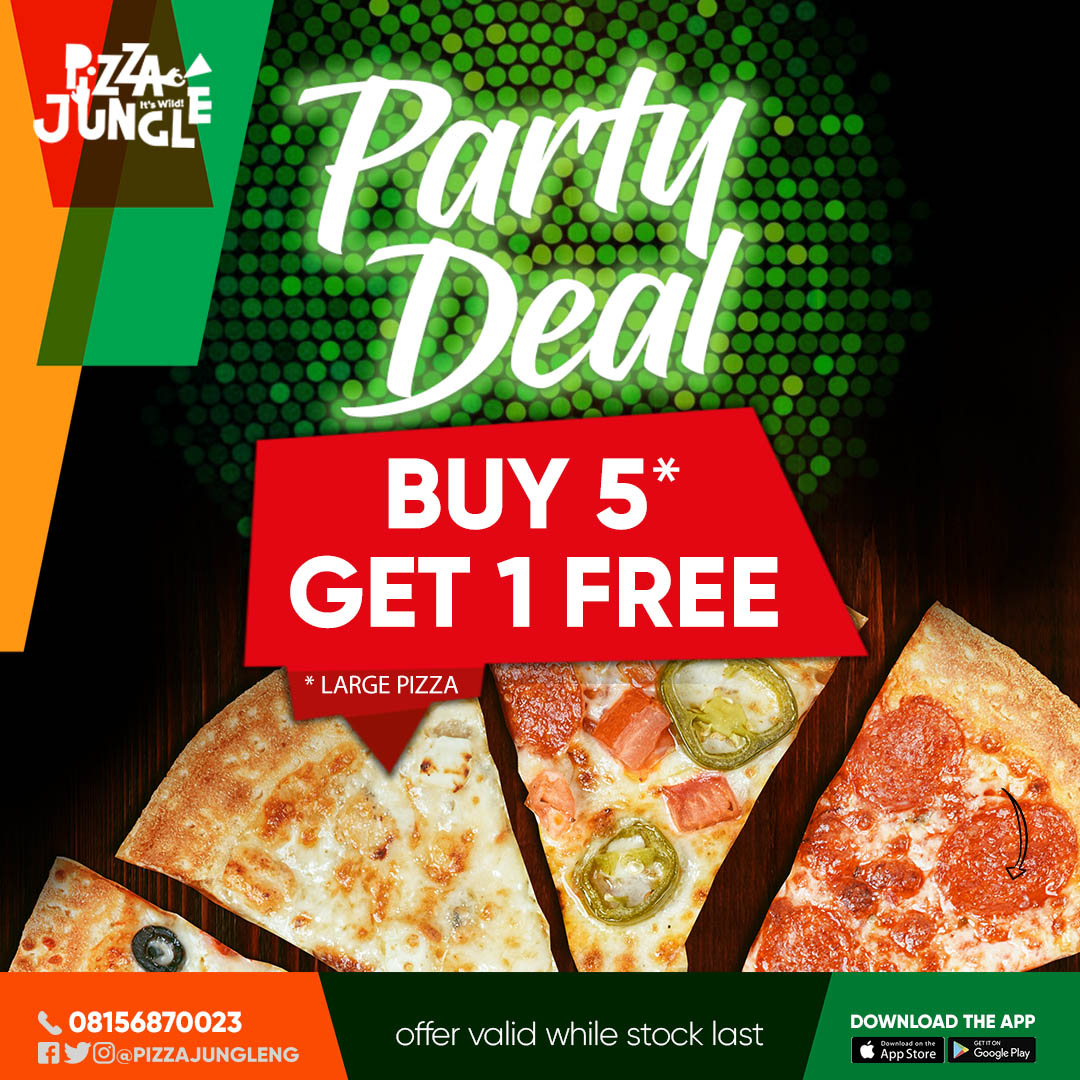 PIZZA
It's Wild!
JUNGLE
Party
Deal
BUY 5*
GET 1 FREE
* LARGE PIZZA
08156870023
@PIZZAJUNGLENG
offer valid while stock last
DOWNLOAD THE APP
Download on the
App Store
GET IT ON
Google Play